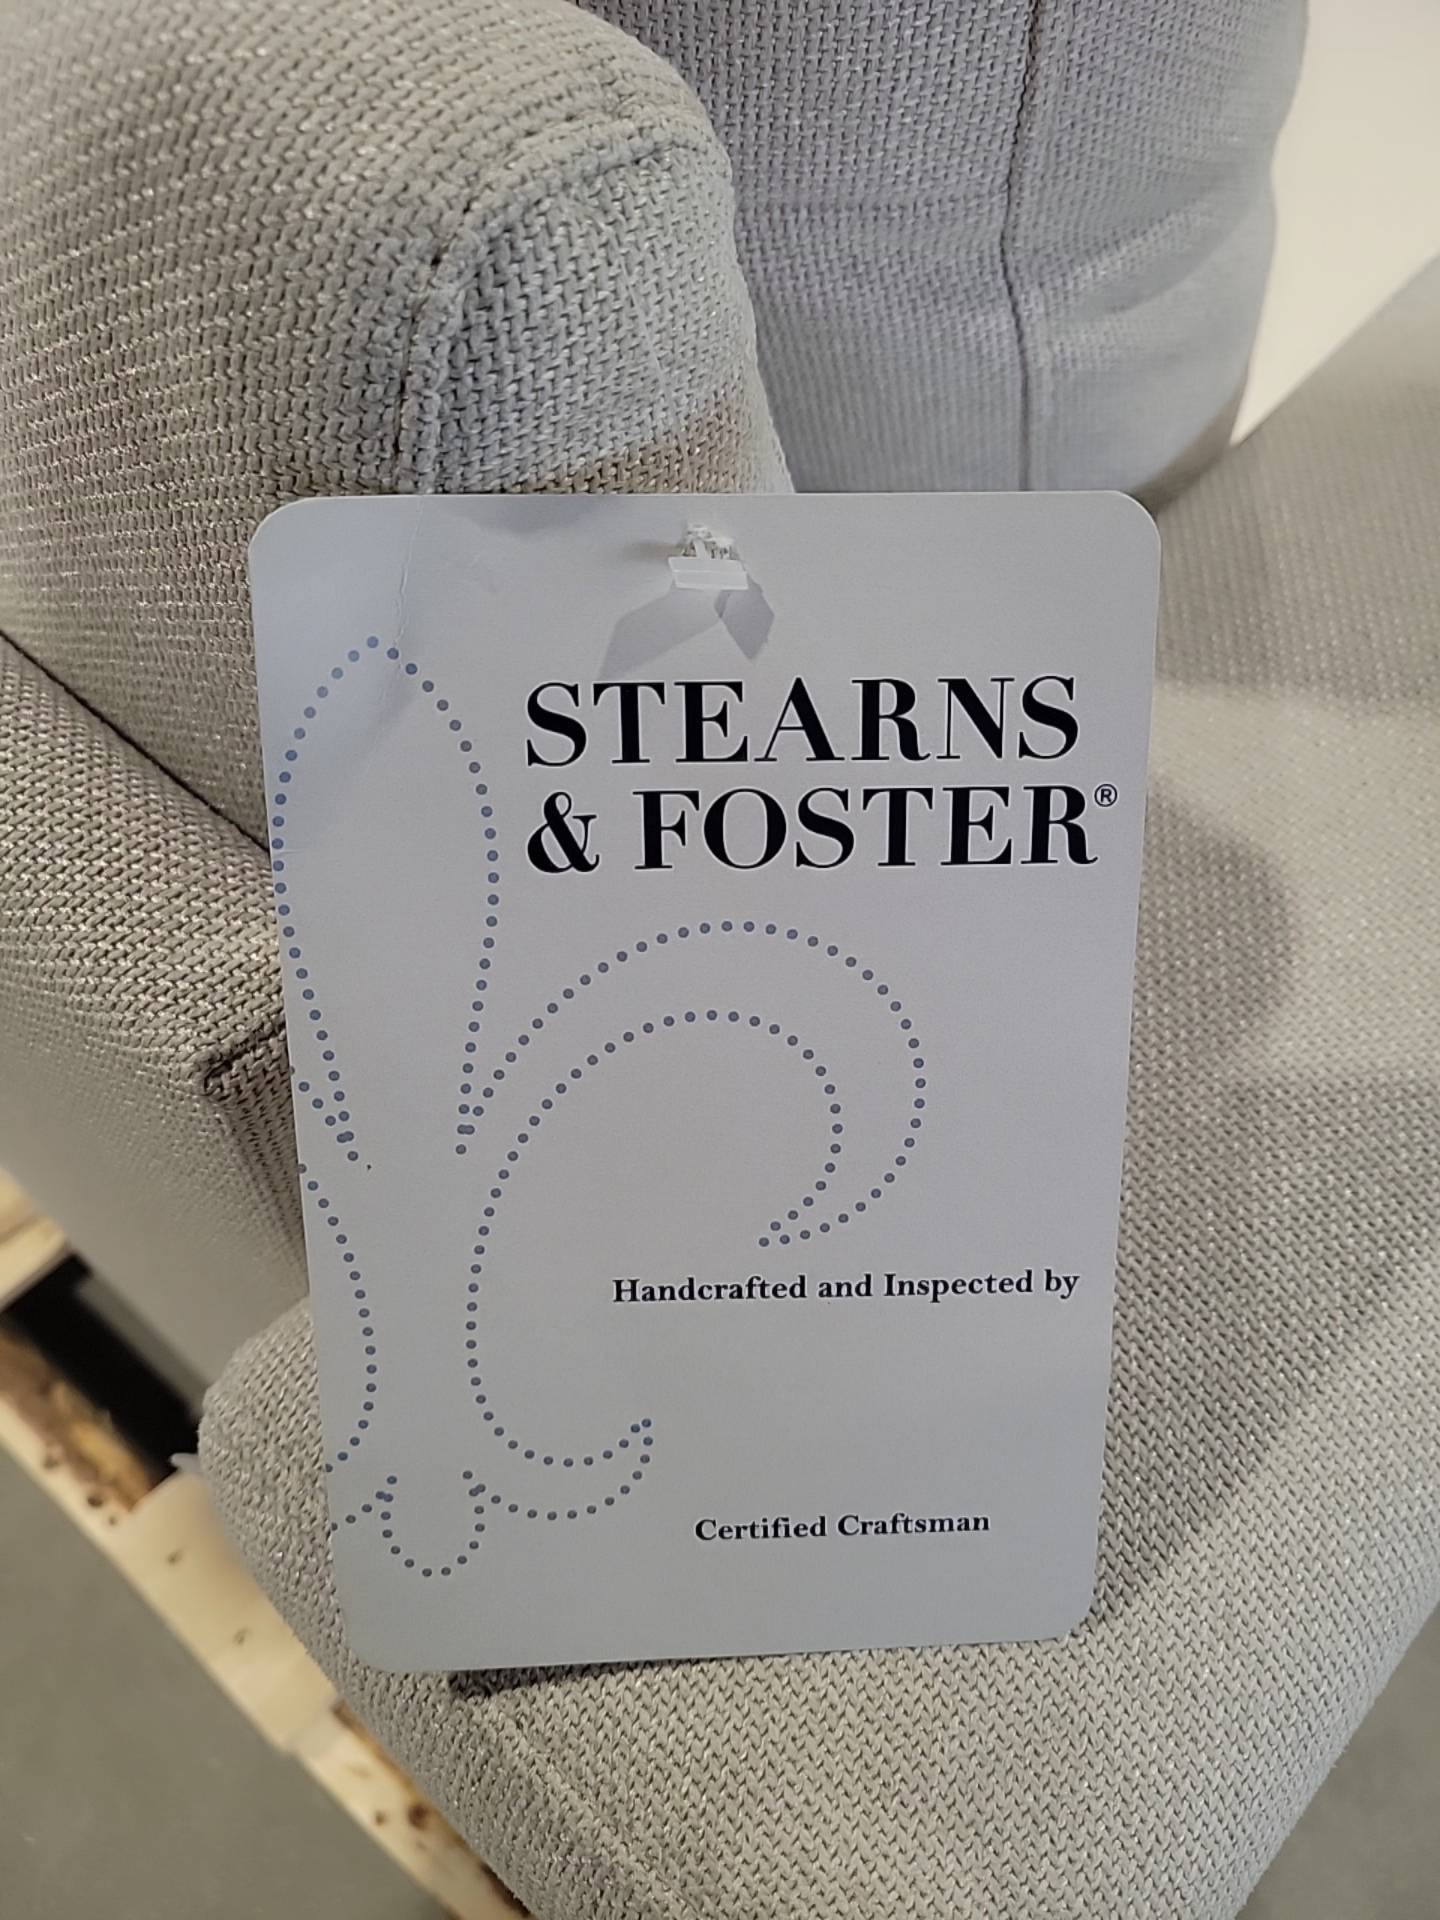 STEARNS
& FOSTER®
Handcrafted and Inspected by
Certified Craftsman